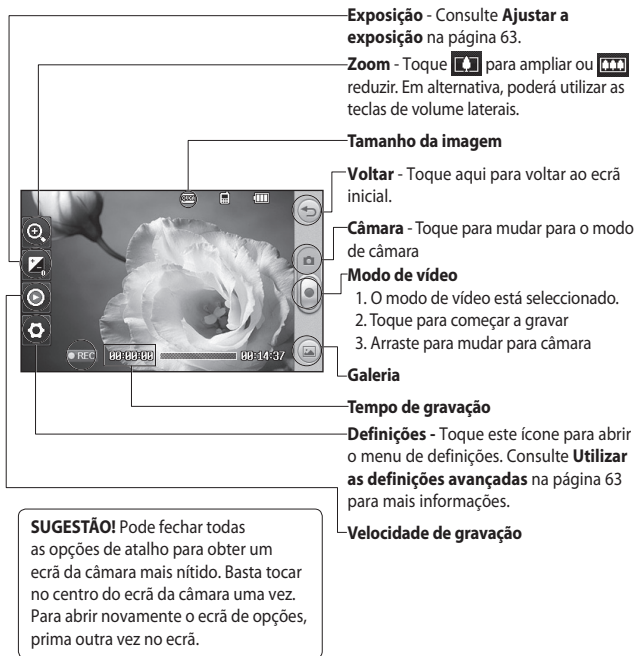 Exposição - Consulte Ajustar a
exposição na página 63.
Zoom - Toque para ampliar ou
reduzir. Em alternativa, poderá utilizar as
teclas de volume laterais.
Tamanho da imagem
Voltar - Toque aqui para voltar ao ecrã
inicial.
Câmara - Toque para mudar para o modo
de câmara
Modo de vídeo
1. O modo de vídeo está seleccionado.
2. Toque para começar a gravar
3. Arraste para mudar para câmara
REC 00:00:00 00:14:37
Galeria
Tempo de gravação
Definições - Toque este ícone para abrir
o menu de definições. Consulte Utilizar
as definições avançadas na página 63
para mais informações.
Velocidade de gravação
SUGESTÃO! Pode fechar todas
as opções de atalho para obter um
ecrã da câmara mais nítido. Basta tocar
no centro do ecrã da câmara uma vez.
Para abrir novamente o ecrã de opções,
prima outra vez no ecrã.